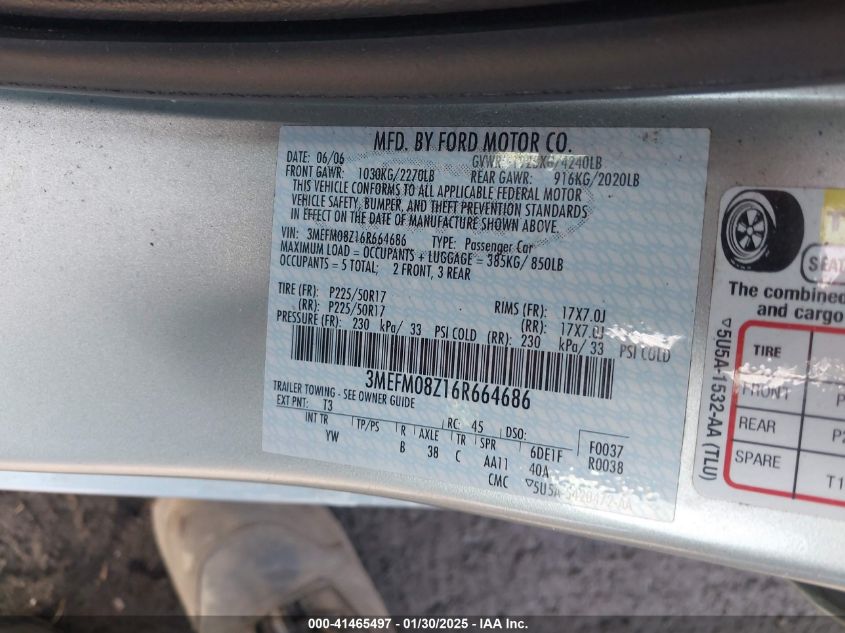 MFD. BY FORD MOTOR CO.
DATE: 06/06
FRONT GAWR: 1030KG/2270LB
GVWR: /4240LB
REAR GAWR: 916KG/2020LB
THIS VEHICLE CONFORMS TO ALL APPLICABLE FEDERAL MOTOR
VEHICLE SAFETY, BUMPER, AND THEFT PREVENTION STANDARDS
IN EFFECT ON THE DATE OF MANUFACTURE SHOWN ABOVE.
VIN: 3MEFM08Z16R664686 TYPE: Passenger Car
MAXIMUM LOAD = OCCUPANTS + LUGGAGE = 385KG/ 850LB
OCCUPANTS = 5 TOTAL; 2 FRONT, 3 REAR
TIRE (FR): P225/50R17 RIMS (FR): 17X7.0J
(RR): P225/50R17 (RR): 17X7.0J
PRESSURE (FR): 230 kPa/ 33 PSI COLD (RR): 230 kPa/ 33 PSI COLD
3MEFM08Z16R664686
TRAILER TOWING - SEE OWNER GUIDE
EXT PNT: T3 RC: 45 DSO:
INT TR TP/PS R AXLE TR SPR 6DE1F F0037
YW B 38 C AA11 40A R0038
CMC ▽5U5A-5420472-AA
SEAT
The combined
and cargo
TIRE
FRONT P
REAR P2
SPARE T1
▽5U5A-1532-AA (TLU)
000-41465497 - 01/30/2025 - IAA Inc.